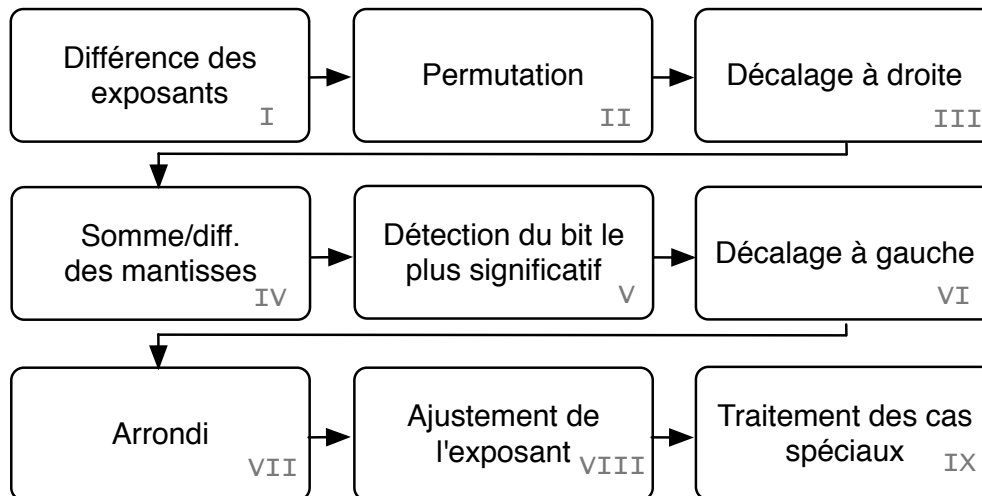 Différence des
exposants
I
Permutation
II
Décalage à droite
III
Somme/diff.
des mantisses
IV
Détection du bit le
plus significatif
V
Décalage à gauche
VI
Arrondi
VII
Ajustement de
l'exposant
VIII
Traitement des cas
spéciaux
IX